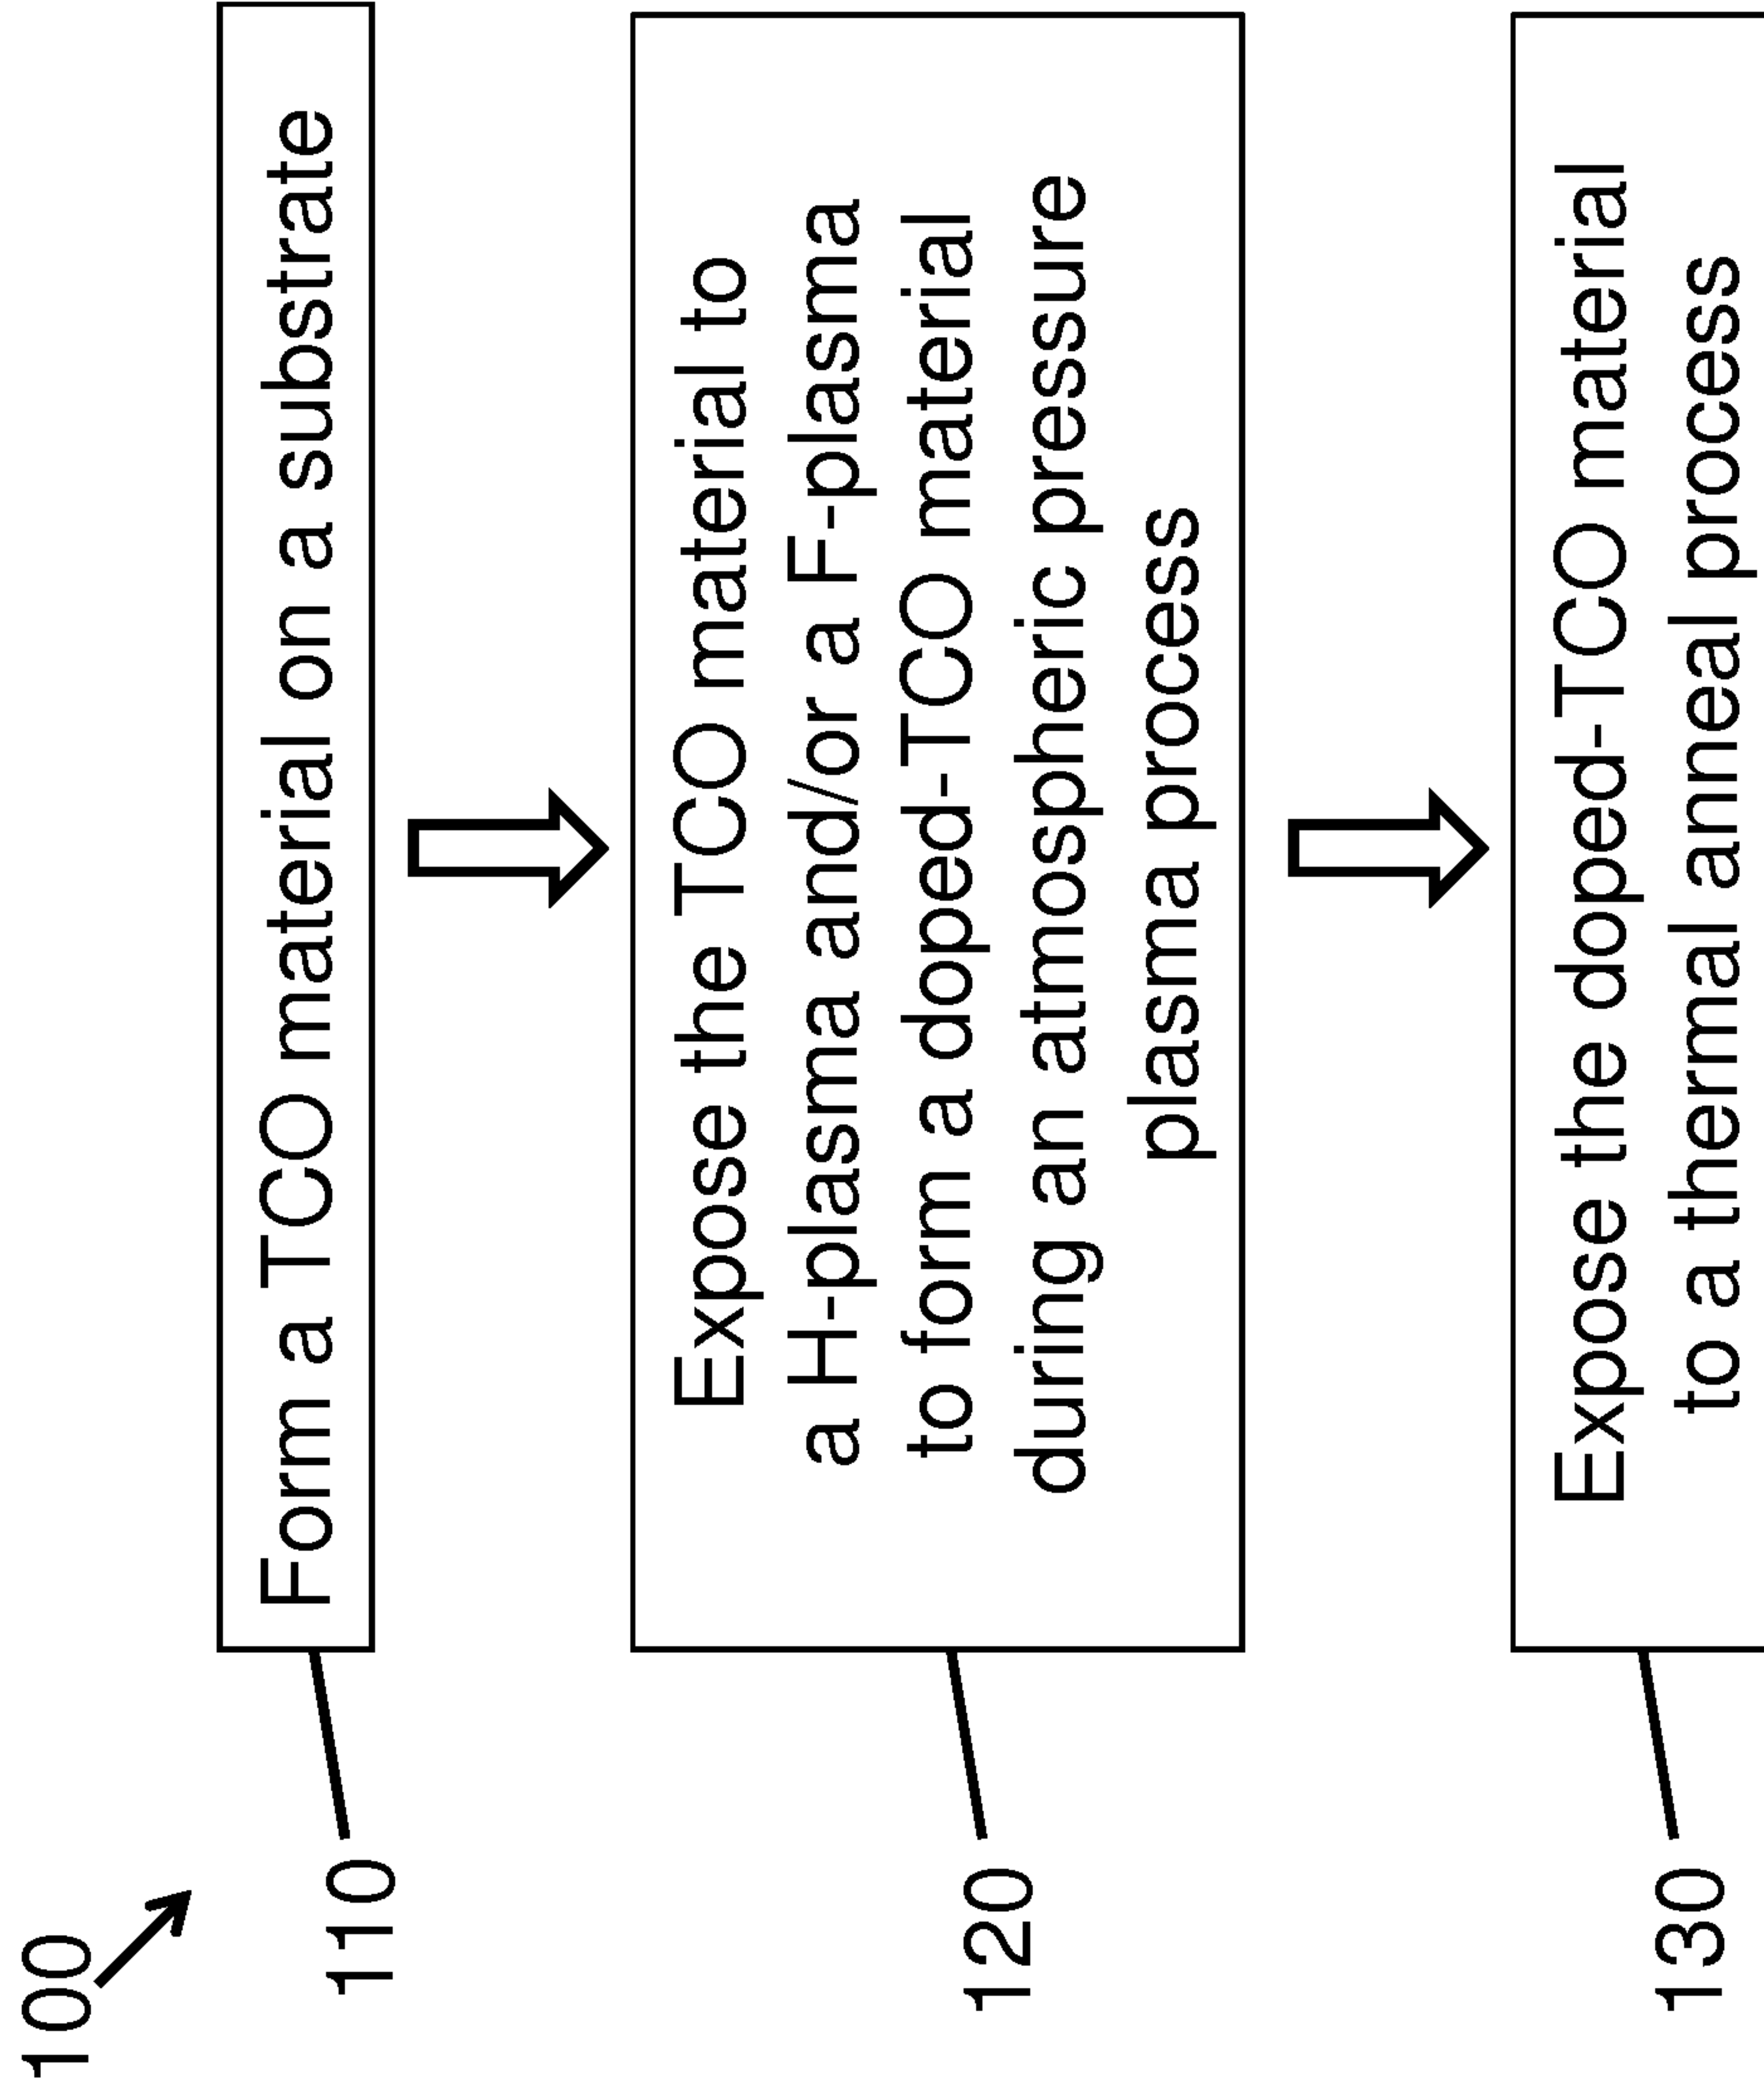 100
110
Form a TCO material on a substrate
120
Expose the TCO material to
a H-plasma and/or a F-plasma
to form a doped-TCO material
during an atmospheric pressure
plasma process
130
Expose the doped-TCO material
to a thermal anneal process